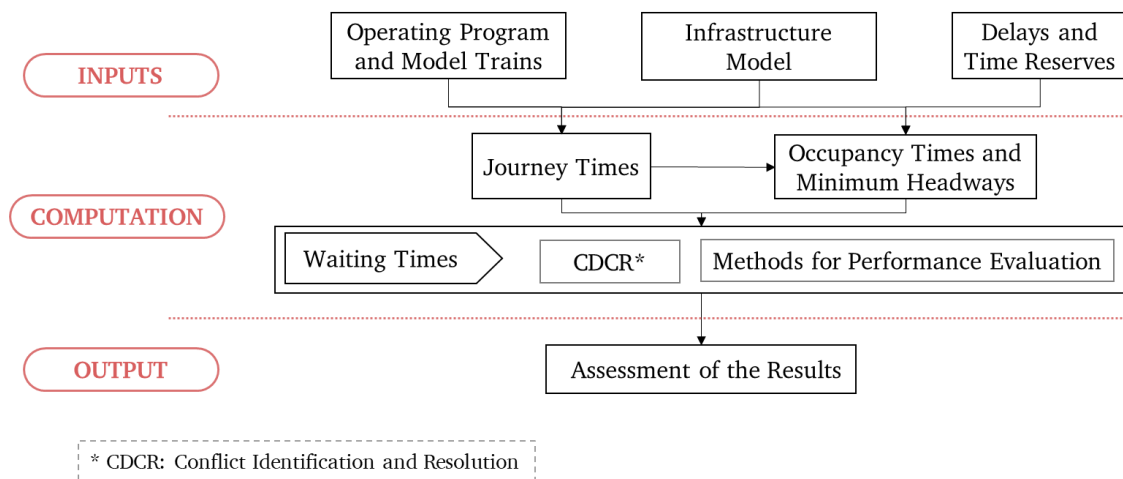 Operating Program
and Model Trains
Infrastructure
Model
Delays and
Time Reserves
INPUTS
Journey Times
Occupancy Times and
Minimum Headways
COMPUTATION
Waiting Times
CDCR*
Methods for Performance Evaluation
OUTPUT
Assessment of the Results
* CDCR: Conflict Identification and Resolution